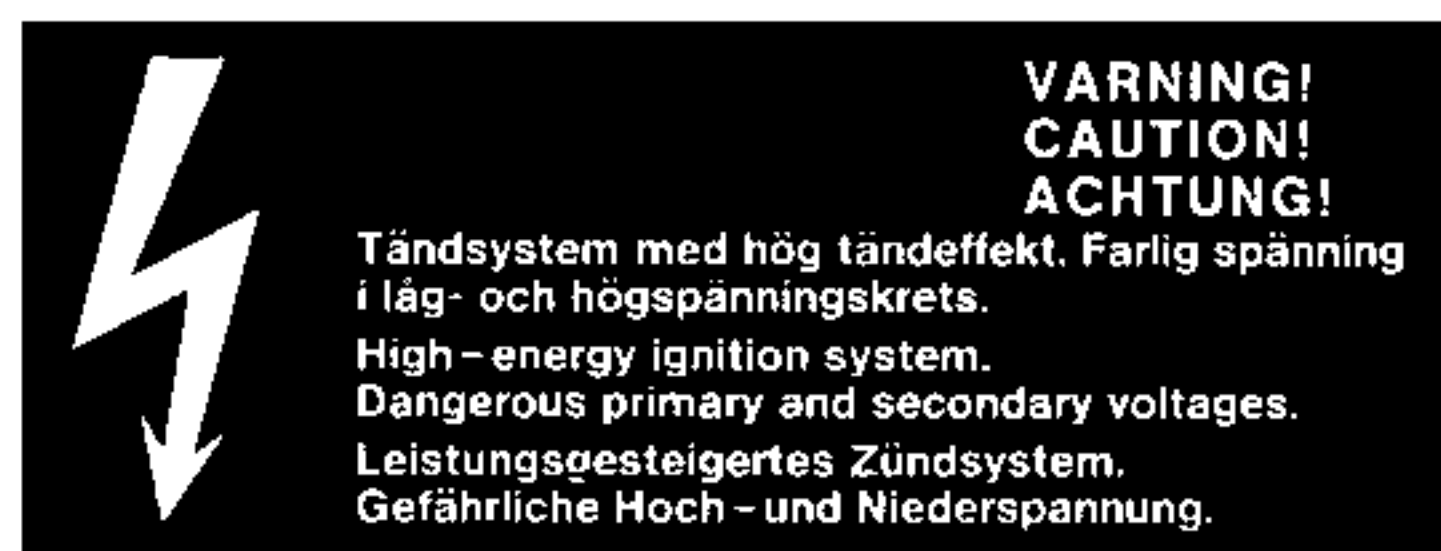 VARNING!
CAUTION!
ACHTUNG!
Tändsystem med hög tändeffekt. Farlig spänning
i låg- och högspänningskrets.
High-energy ignition system.
Dangerous primary and secondary voltages.
Leistungsgesteigertes Zündsystem.
Gefährliche Hoch-und Niederspannung.